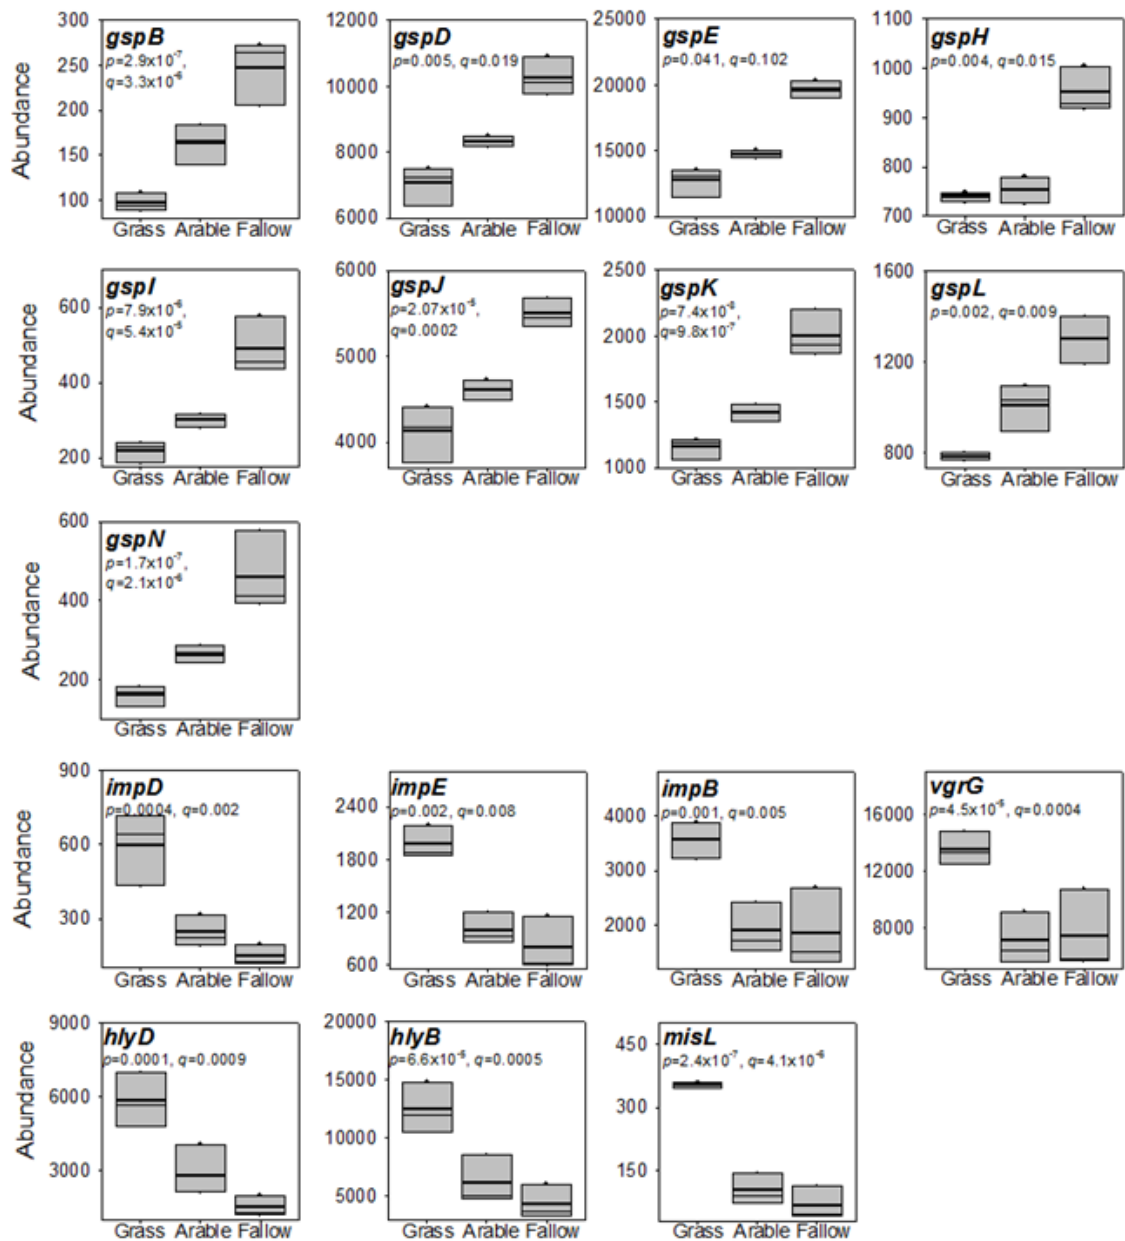 gspB
p=2.9x10⁻⁷,
q=3.3x10⁻⁶
Abundance
300
250
200
150
100
Grass Arable Fallow
gspD
p=0.005, q=0.019
12000
10000
8000
6000
Grass Arable Fallow
gspE
p=0.041, q=0.102
25000
20000
15000
10000
Grass Arable Fallow
gspH
p=0.004, q=0.015
1100
1000
900
800
700
Grass Arable Fallow
gspI
p=7.9x10⁻⁶,
q=5.4x10⁻⁵
Abundance
600
400
200
Grass Arable Fallow
gspJ
p=2.07x10⁻⁵,
q=0.0002
6000
5000
4000
Grass Arable Fallow
gspK
p=7.4x10⁻⁸
q=9.8x10⁻⁷
2500
2000
1500
1000
Grass Arable Fallow
gspL
p=0.002, q=0.009
1600
1200
800
Grass Arable Fallow
gspN
p=1.7x10⁻⁷,
q=2.1x10⁻⁶
Abundance
600
400
200
Grass Arable Fallow
impD
p=0.0004, q=0.002
Abundance
900
600
300
Grass Arable Fallow
impE
p=0.002, q=0.008
2400
1800
1200
600
Grass Arable Fallow
impB
p=0.001, q=0.005
4000
3000
2000
Grass Arable Fallow
vgrG
p=4.5x10⁻⁵, q=0.0004
16000
12000
8000
Grass Arable Fallow
hlyD
p=0.0001, q=0.0009
Abundance
9000
6000
3000
Grass Arable Fallow
hlyB
p=6.6x10⁻⁵, q=0.0005
20000
15000
10000
5000
Grass Arable Fallow
misL
p=2.4x10⁻⁷, q=4.1x10⁻⁶
450
300
150
Grass Arable Fallow